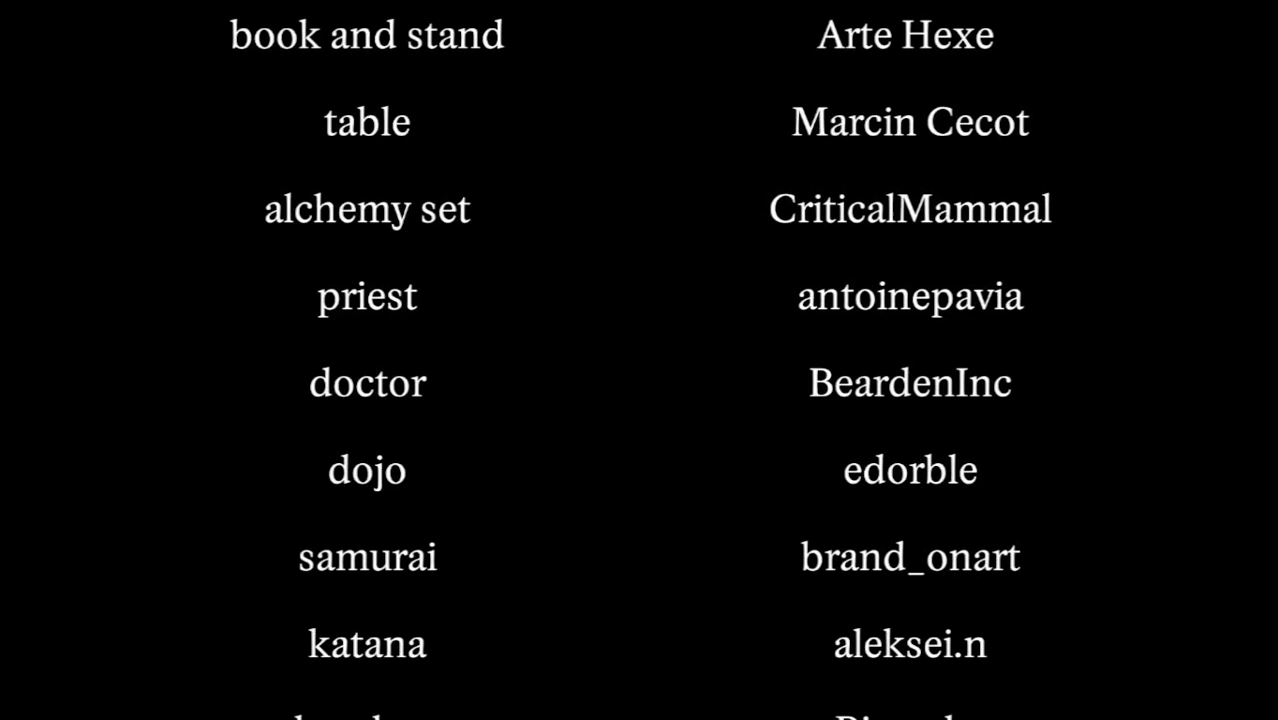 book and stand Arte Hexe
table Marcin Cecot
alchemy set CriticalMammal
priest antoinepavia
doctor BeardenInc
dojo edorble
samurai brand_onart
katana aleksei.n